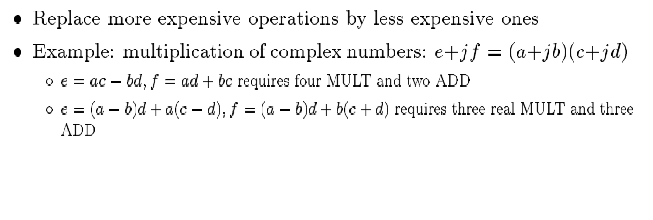 • Replace more expensive operations by less expensive ones
• Example: multiplication of complex numbers: e+jf = (a+jb)(c+jd)
∘ e = ac − bd, f = ad + bc requires four MULT and two ADD
∘ e = (a − b)d + a(c − d), f = (a − b)d + b(c + d) requires three real MULT and three
ADD